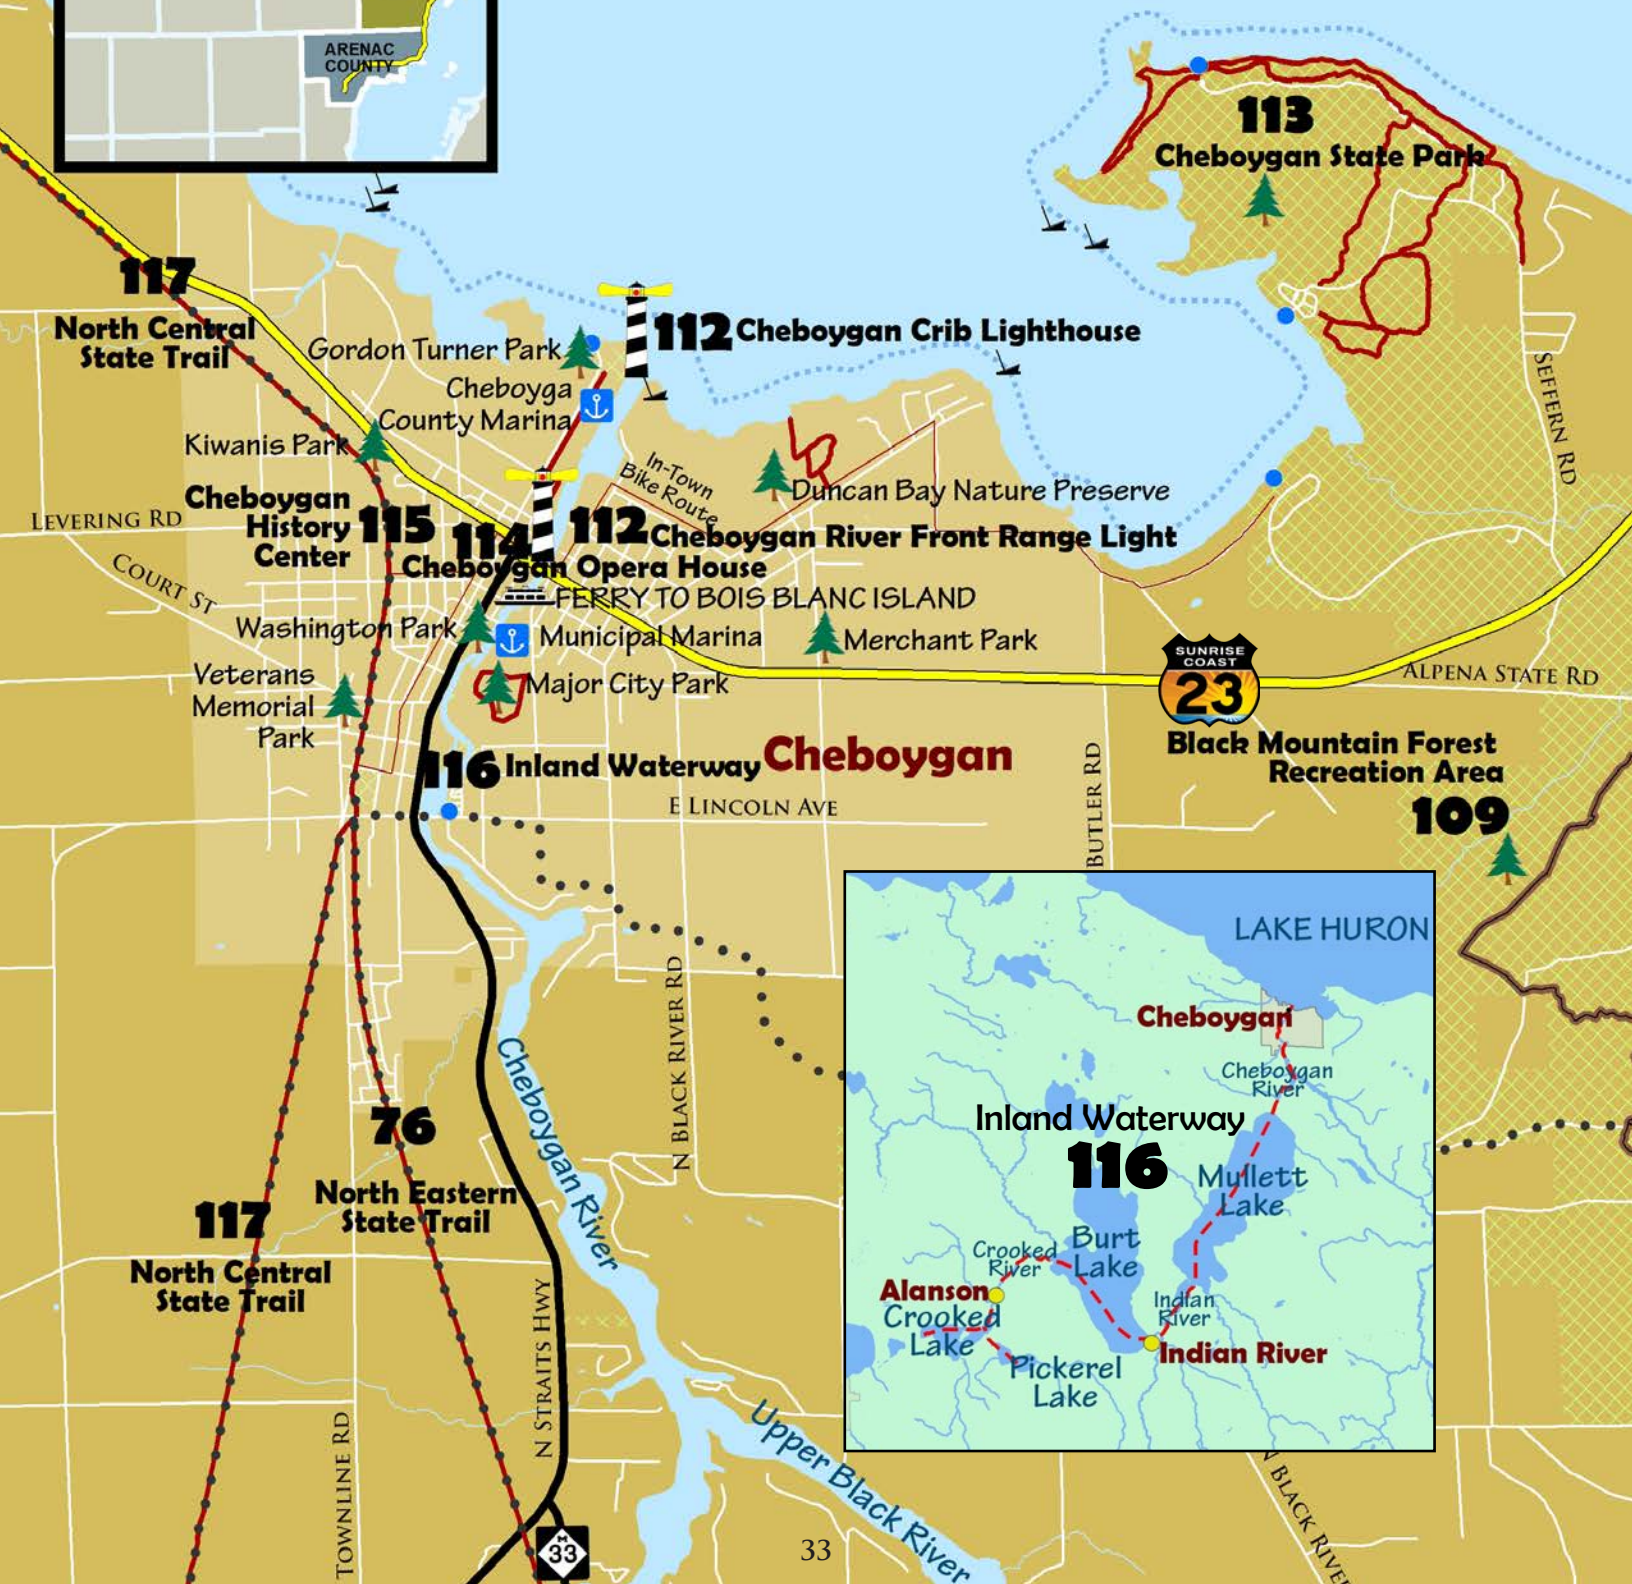 ARENAC
COUNTY
113
Cheboygan State Park
117
North Central
State Trail
Gordon Turner Park
112 Cheboygan Crib Lighthouse
Cheboyga
County Marina
Kiwanis Park
In-Town
Bike Route
Duncan Bay Nature Preserve
SEFFERN RD
LEVERING RD
Cheboygan
History
Center
115
114
Cheboygan Opera House
112 Cheboygan River Front Range Light
COURT ST
FERRY TO BOIS BLANC ISLAND
Washington Park
Municipal Marina
Merchant Park
Veterans
Memorial
Park
Major City Park
SUNRISE
COAST
23
ALPENA STATE RD
116 Inland Waterway
Cheboygan
E LINCOLN AVE
BUTLER RD
Black Mountain Forest
Recreation Area
109
LAKE HURON
Cheboygan
Cheboygan
River
Inland Waterway
116
Mullett
Lake
Burt
Lake
Crooked
River
Alanson
Crooked
Lake
Indian
River
Indian River
Pickerel
Lake
N BLACK RIVER RD
Cheboygan River
76
North Eastern
State Trail
117
North Central
State Trail
N STRAITS HWY
TOWNLINE RD
Upper Black River
N BLACK RIVER
M
33
33